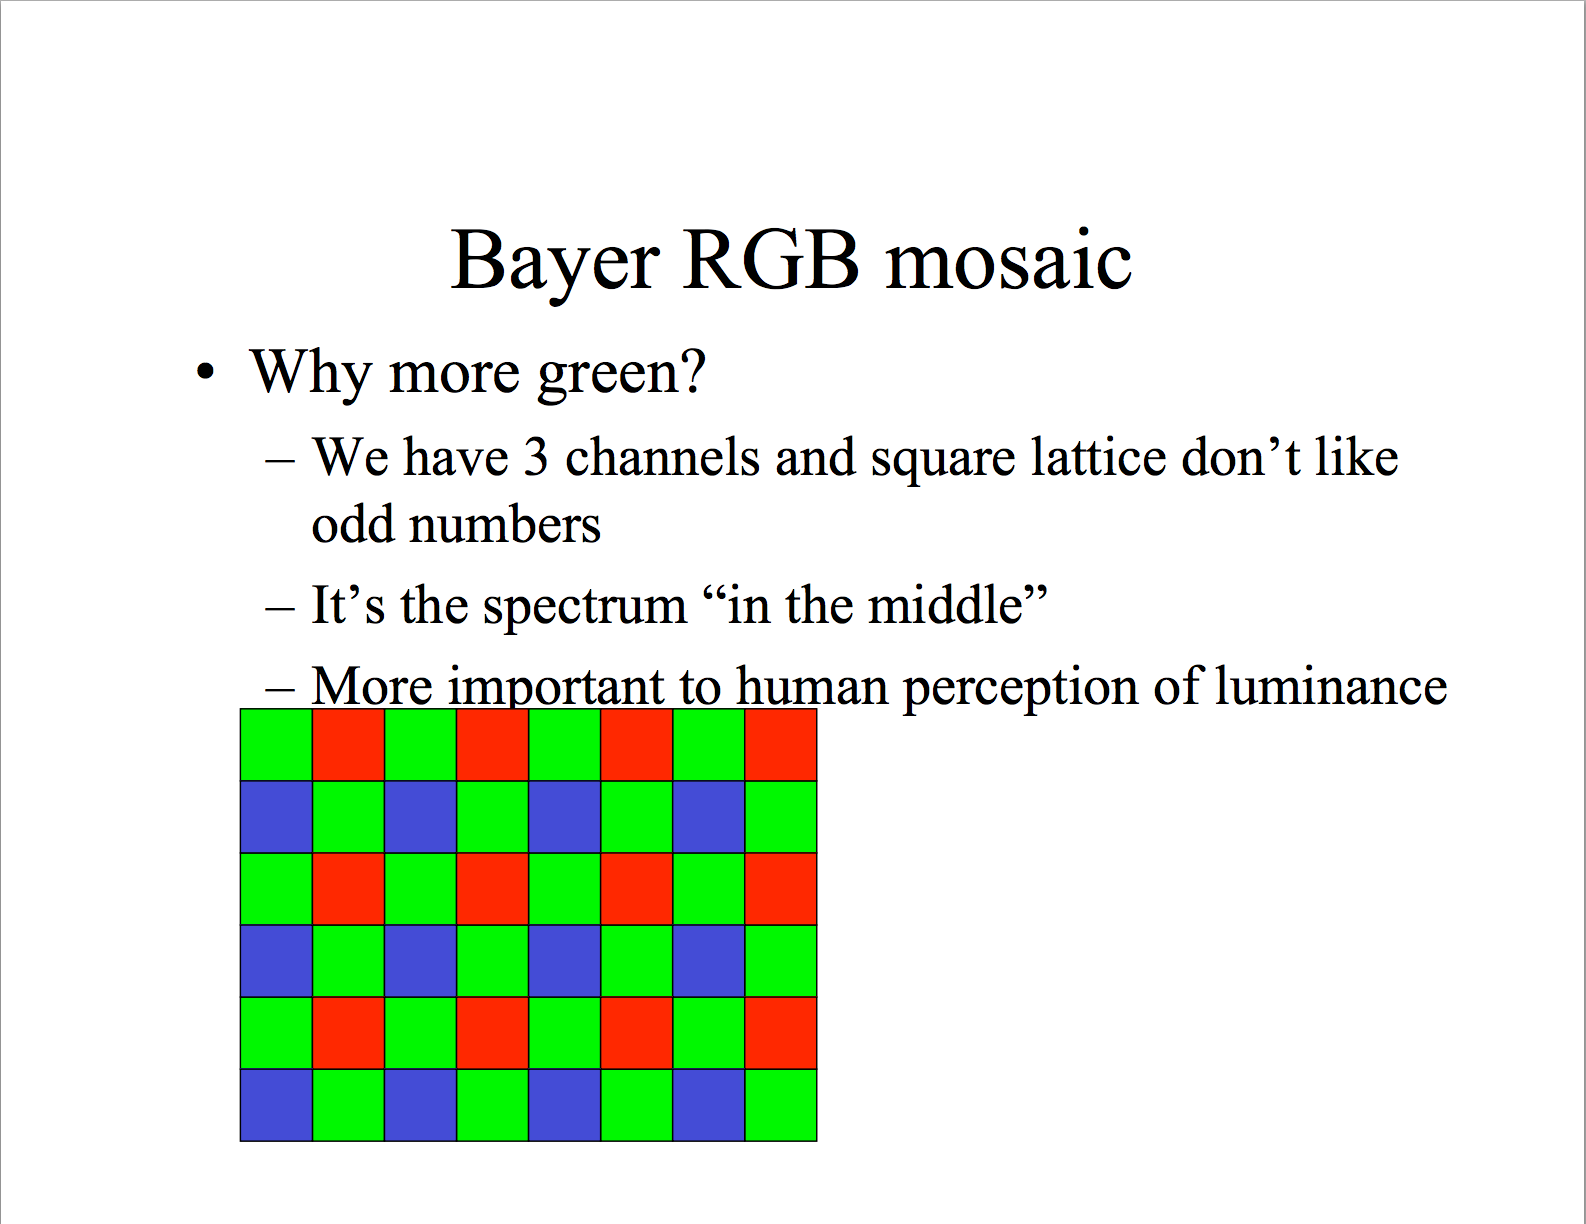 Bayer RGB mosaic
• Why more green?
– We have 3 channels and square lattice don’t like
odd numbers
– It’s the spectrum “in the middle”
– More important to human perception of luminance